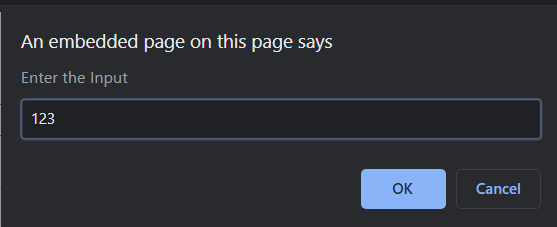 An embedded page on this page says
Enter the Input
123
OK Cancel